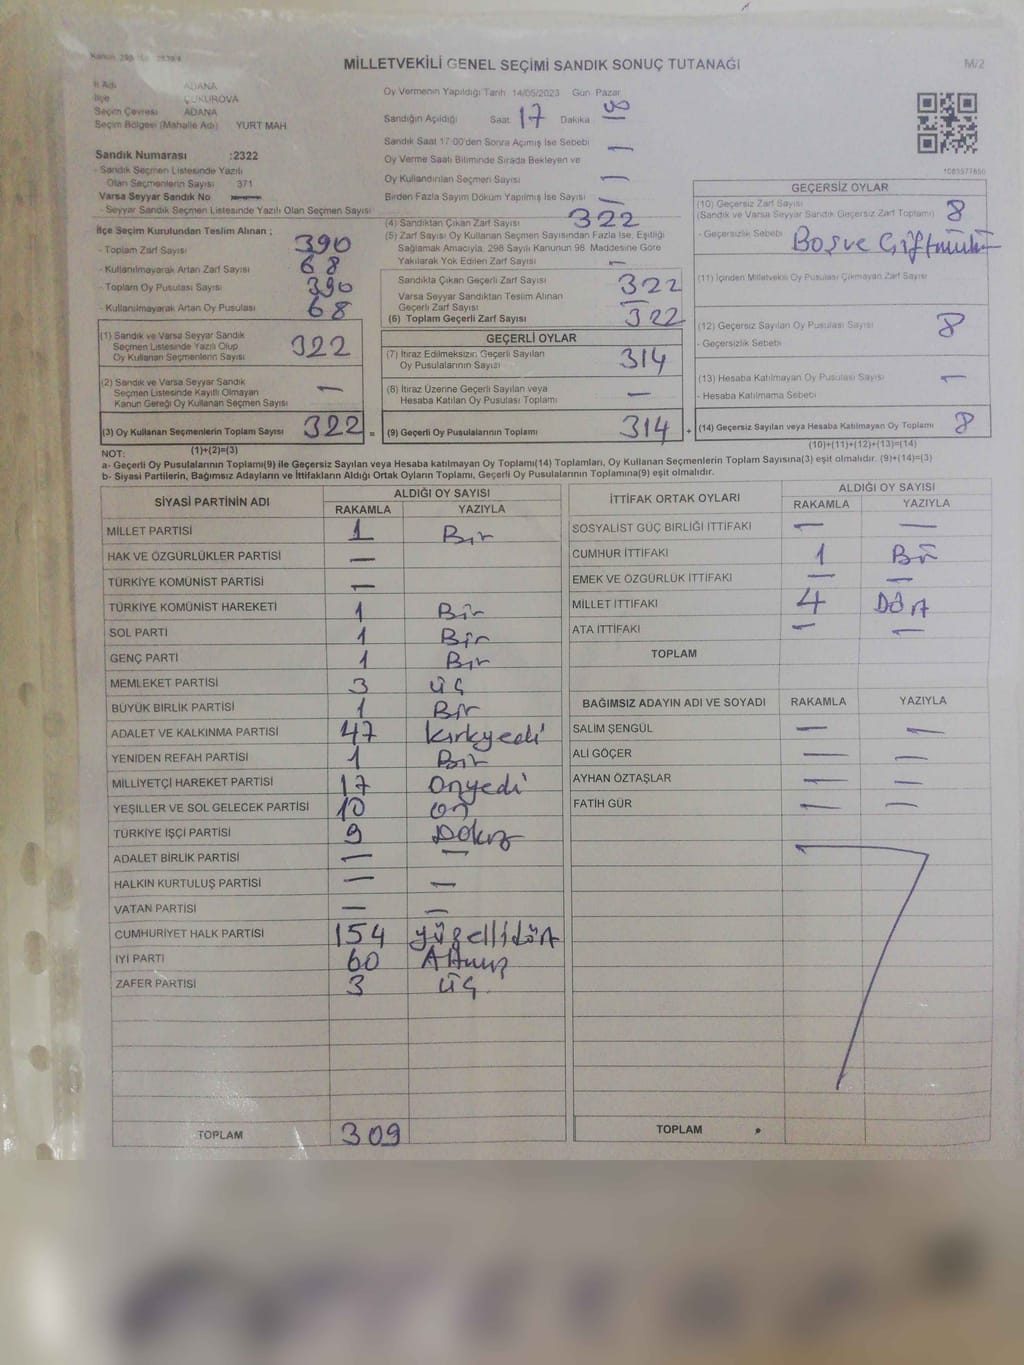 MİLLETVEKİLİ GENEL SEÇİMİ SANDIK SONUÇ TUTANAĞI
M/2
İl Adı ADANA
İlçe ÇUKUROVA
Seçim Çevresi ADANA
Seçim Bölgesi (Mahalle Adı) YURT MAH
Sandık Numarası :2322
- Sandık Seçmen Listesinde Yazılı
Olan Seçmenlerin Sayısı 371
Varsa Seyyar Sandık No —
- Seyyar Sandık Seçmen Listesinde Yazılı Olan Seçmen Sayısı
İlçe Seçim Kurulundan Teslim Alınan ;
- Toplam Zarf Sayısı 390
- Kullanılmayarak Artan Zarf Sayısı 68
- Toplam Oy Pusulası Sayısı 390
- Kullanılmayarak Artan Oy Pusulası 68
(1) Sandık ve Varsa Seyyar Sandık
Seçmen Listesinde Yazılı Olup
Oy Kullanan Seçmenlerin Sayısı 322
(2) Sandık ve Varsa Seyyar Sandık
Seçmen Listesinde Kayıtlı Olmayan
Kanun Gereği Oy Kullanan Seçmen Sayısı —
(3) Oy Kullanan Seçmenlerin Toplam Sayısı 322 =
(1)+(2)=(3)
Oy Vermenin Yapıldığı Tarih 14/05/2023 Gün Pazar
Sandığın Açıldığı Saat 17 Dakika
Sandık Saat 17:00'den Sonra Açımış İse Sebebi —
Oy Verme Saati Bitiminde Sırada Bekleyen ve
Oy Kullandırılan Seçmen Sayısı —
Birden Fazla Sayım Döküm Yapılmış İse Sayısı —
(4) Sandıktan Çıkan Zarf Sayısı 322
(5) Zarf Sayısı Oy Kullanan Seçmen Sayısından Fazla İse, Eşitliği
Sağlamak Amacıyla, 298 Sayılı Kanunun 98. Maddesine Göre
Yakılarak Yok Edilen Zarf Sayısı —
Sandıkta Çıkan Geçerli Zarf Sayısı 322
Varsa Seyyar Sandıktan Teslim Alınan
Geçerli Zarf Sayısı —
(6) Toplam Geçerli Zarf Sayısı 322
GEÇERLİ OYLAR
(7) İtiraz Edilmeksizin Geçerli Sayılan
Oy Pusulalarının Sayısı 314
(8) İtiraz Üzerine Geçerli Sayılan veya
Hesaba Katılan Oy Pusulası Toplamı —
(9) Geçerli Oy Pusulalarının Toplamı 314 +
1085577850
GEÇERSİZ OYLAR
(10) Geçersiz Zarf Sayısı
(Sandık ve Varsa Seyyar Sandık Geçersiz Zarf Toplamı) 8
- Geçersizlik Sebebi Boş ve Çift mühür
(11) İçinden Milletvekili Oy Pusulası Çıkmayan Zarf Sayısı
(12) Geçersiz Sayılan Oy Pusulası Sayısı 8
- Geçersizlik Sebebi
(13) Hesaba Katılmayan Oy Pusulası Sayısı —
- Hesaba Katılmama Sebebi
(14) Geçersiz Sayılan veya Hesaba Katılmayan Oy Toplamı 8
(10)+(11)+(12)+(13)=(14)
NOT:
a- Geçerli Oy Pusulalarının Toplamı(9) ile Geçersiz Sayılan veya Hesaba katılmayan Oy Toplamı(14) Toplamları, Oy Kullanan Seçmenlerin Toplam Sayısına(3) eşit olmalıdır. (9)+(14)=(3)
b- Siyasi Partilerin, Bağımsız Adayların ve İttifakların Aldığı Ortak Oyların Toplamı, Geçerli Oy Pusulalarının Toplamına(9) eşit olmalıdır.
SİYASİ PARTİNİN ADI ALDIĞI OY SAYISI
RAKAMLA YAZIYLA
MİLLET PARTİSİ 1 Bir
HAK VE ÖZGÜRLÜKLER PARTİSİ —
TÜRKİYE KOMÜNİST PARTİSİ —
TÜRKİYE KOMÜNİST HAREKETİ 1 Bir
SOL PARTİ 1 Bir
GENÇ PARTİ 1 Bir
MEMLEKET PARTİSİ 3 üç
BÜYÜK BİRLİK PARTİSİ 1 Bir
ADALET VE KALKINMA PARTİSİ 47 kırkyedi
YENİDEN REFAH PARTİSİ 1 Bir
MİLLİYETÇİ HAREKET PARTİSİ 17 Onyedi
YEŞİLLER VE SOL GELECEK PARTİSİ 10 on
TÜRKİYE İŞÇİ PARTİSİ 9 Dokuz
ADALET BİRLİK PARTİSİ — —
HALKIN KURTULUŞ PARTİSİ — —
VATAN PARTİSİ — —
CUMHURİYET HALK PARTİSİ 154 yüzellidört
İYİ PARTİ 60 Altmış
ZAFER PARTİSİ 3 üç
TOPLAM 309
İTTİFAK ORTAK OYLARI ALDIĞI OY SAYISI
RAKAMLA YAZIYLA
SOSYALİST GÜÇ BİRLİĞİ İTTİFAKI — —
CUMHUR İTTİFAKI 1 Bir
EMEK VE ÖZGÜRLÜK İTTİFAKI — —
MİLLET İTTİFAKI 4 Dört
ATA İTTİFAKI — —
TOPLAM
BAĞIMSIZ ADAYIN ADI VE SOYADI RAKAMLA YAZIYLA
SALİM ŞENGÜL — —
ALİ GÖÇER — —
AYHAN ÖZTAŞLAR — —
FATİH GÜR — —
TOPLAM